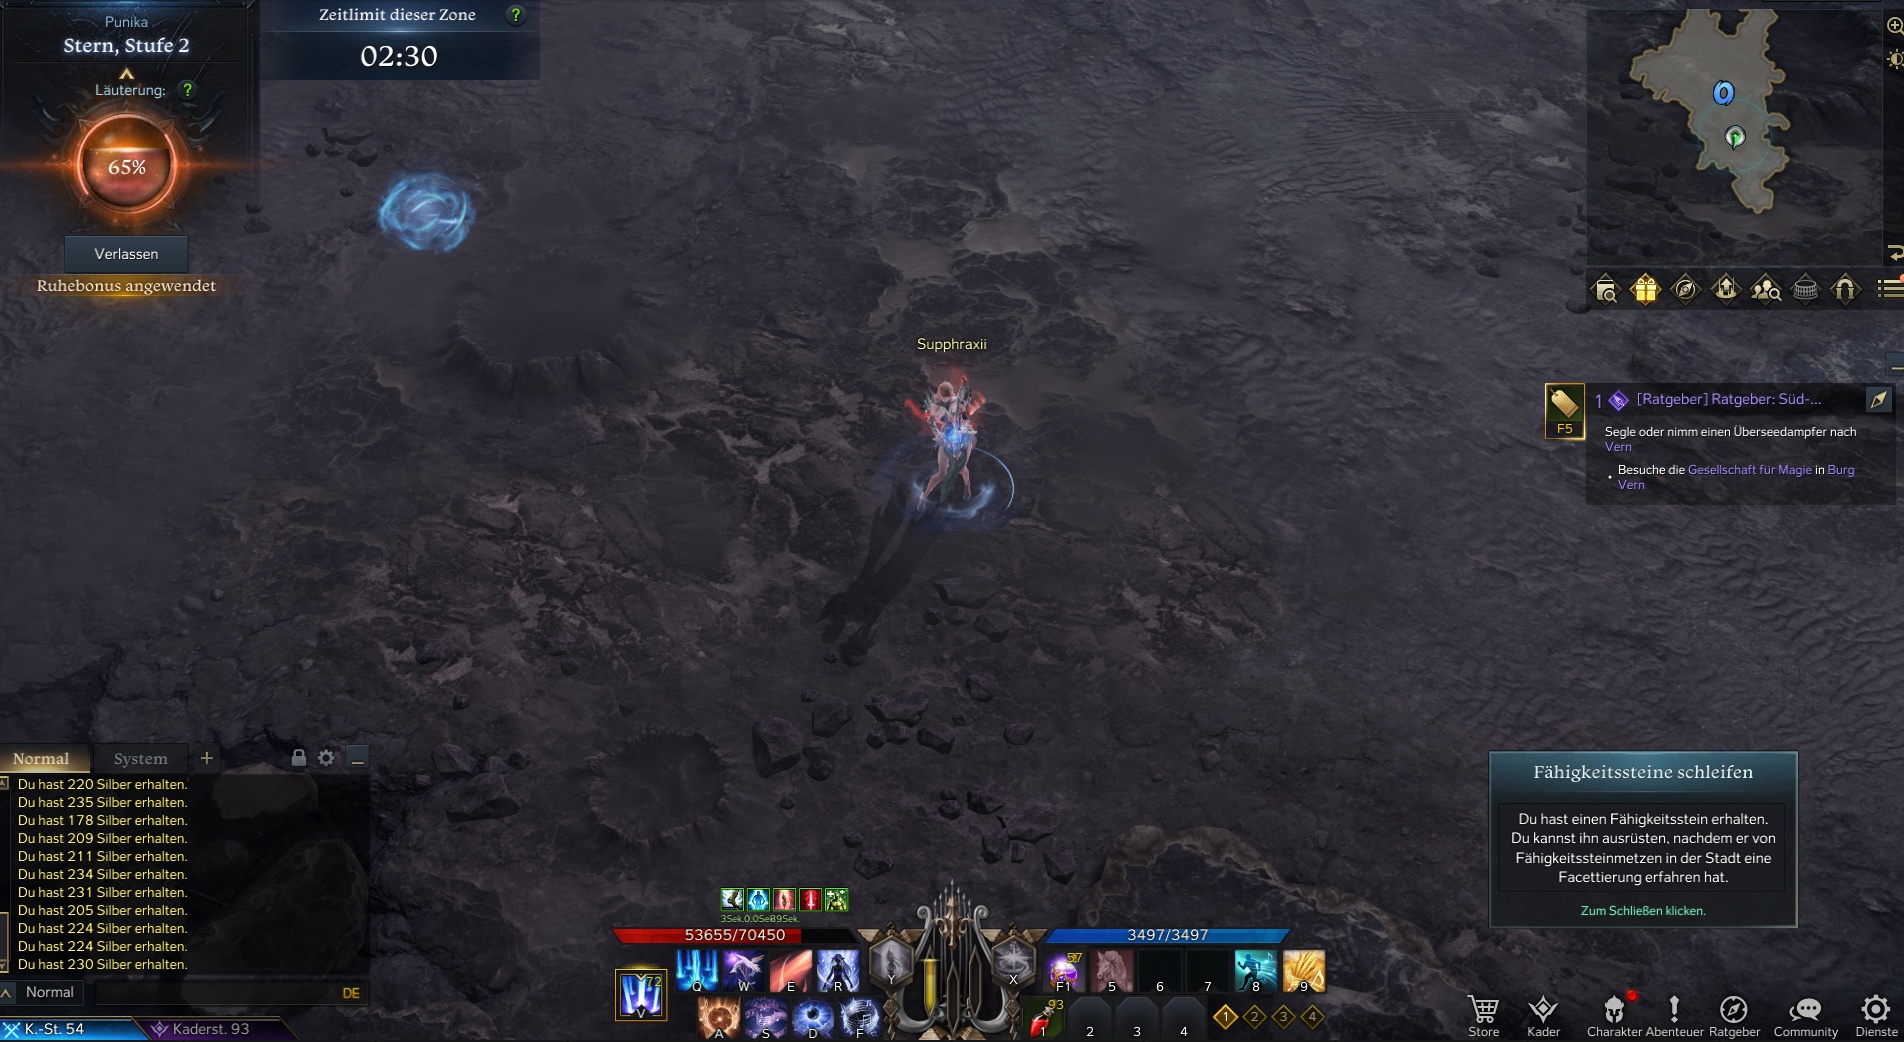 Punika
Stern, Stufe 2
Läuterung: ?
65%
Verlassen
Ruhebonus angewendet
Zeitlimit dieser Zone ?
02:30
Supphraxii
F5
1 [Ratgeber] Ratgeber: Süd-...
Segle oder nimm einen Überseedampfer nach
Vern
Besuche die Gesellschaft für Magie in Burg
Vern
Normal
System
+
Du hast 220 Silber erhalten.
Du hast 235 Silber erhalten.
Du hast 178 Silber erhalten.
Du hast 209 Silber erhalten.
Du hast 211 Silber erhalten.
Du hast 234 Silber erhalten.
Du hast 231 Silber erhalten.
Du hast 205 Silber erhalten.
Du hast 224 Silber erhalten.
Du hast 224 Silber erhalten.
Du hast 230 Silber erhalten.
Normal
DE
K.-St. 54
Kaderst. 93
Fähigkeitssteine schleifen
Du hast einen Fähigkeitsstein erhalten.
Du kannst ihn ausrüsten, nachdem er von
Fähigkeitssteinmetzen in der Stadt eine
Facettierung erfahren hat.
Zum Schließen klicken.
53655/70450
3497/3497
72
V
Q W E R
A S D F
Y
X
F1 5 6 7 8 9
93
1 2 3 4
1 2 3 4
Store
Kader
Charakter
Abenteuer
Ratgeber
Community
Dienste